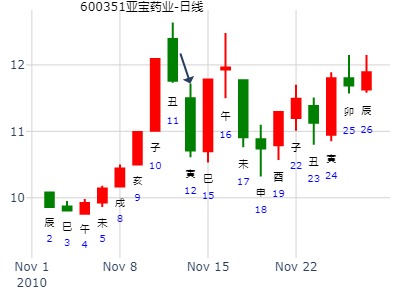 600351亚宝药业-日线
12
11
10
辰
2
巳
3
午
4
未
5
戌
8
亥
9
子
10
丑
11
寅
12
巳
15
午
16
未
17
申
18
酉
19
子
22
丑
23
寅
24
卯
25
辰
26
Nov 1
2010
Nov 8
Nov 15
Nov 22